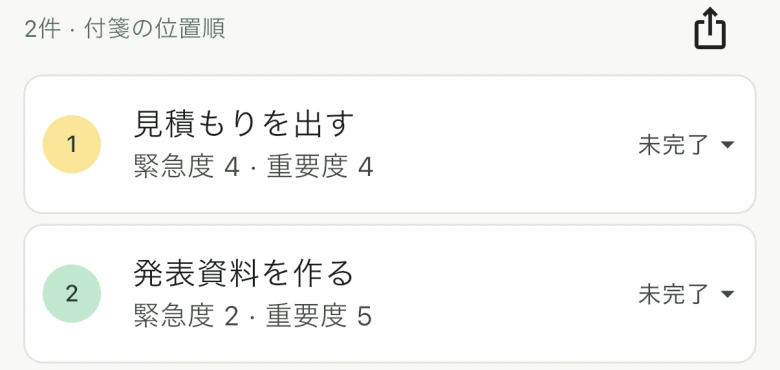 2件 · 付箋の位置順
1
見積もりを出す
緊急度 4 · 重要度 4
未完了
2
発表資料を作る
緊急度 2 · 重要度 5
未完了